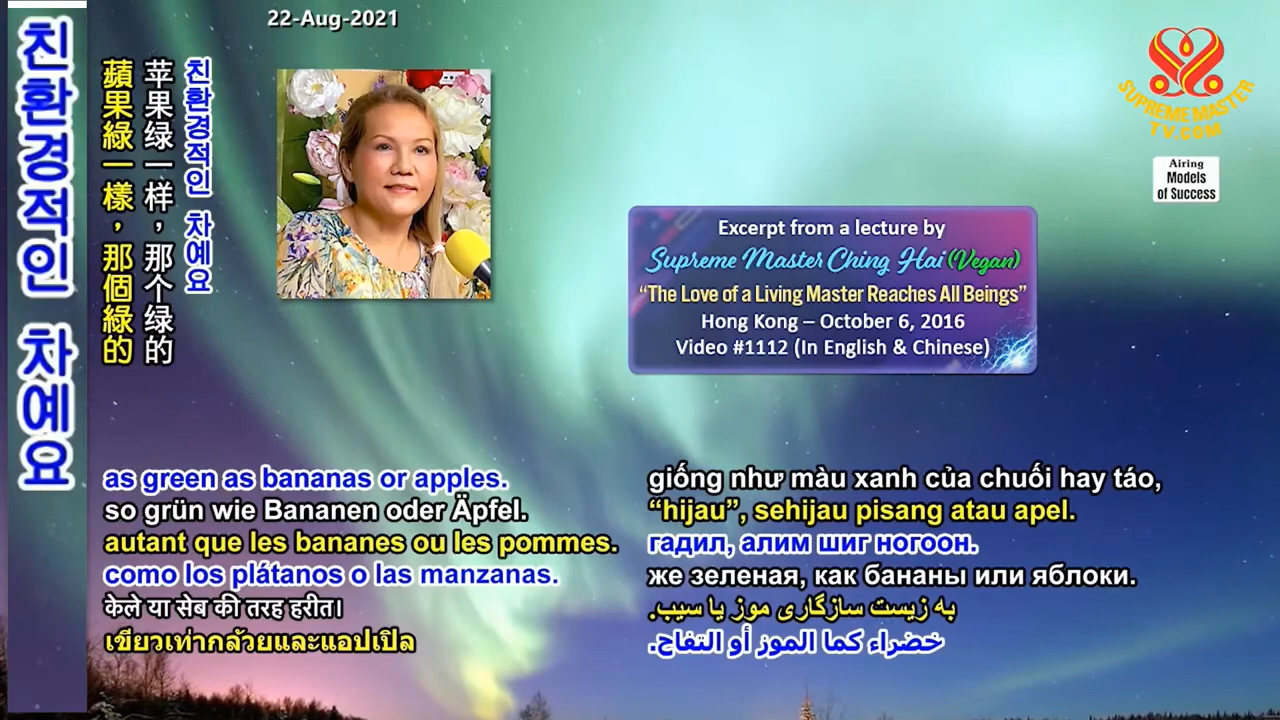 22-Aug-2021
친환경적인 차예요
친환경적인 차예요
苹果绿一样，那个绿的
蘋果綠一樣，那個綠的
SUPREME MASTER
TV.COM
Airing
Models
of Success
Excerpt from a lecture by
Supreme Master Ching Hai (Vegan)
“The Love of a Living Master Reaches All Beings”
Hong Kong – October 6, 2016
Video #1112 (In English & Chinese)
as green as bananas or apples.
so grün wie Bananen oder Äpfel.
autant que les bananes ou les pommes.
como los plátanos o las manzanas.
केले या सेब की तरह हरीत।
เขียวเท่ากล้วยและแอปเปิล
giống như màu xanh của chuối hay táo,
“hijau”, sehijau pisang atau apel.
гадил, алим шиг ногоон.
же зеленая, как бананы или яблоки.
به زیست سازگاری موز یا سیب.
خضراء كما الموز أو التفاح.